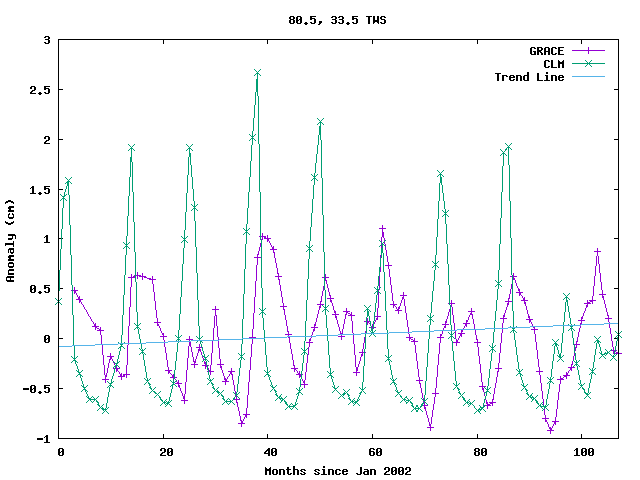 80.5, 33.5 TWS
GRACE
CLM
Trend Line
3
2.5
2
1.5
1
0.5
0
-0.5
-1
Anomaly (cm)
0 20 40 60 80 100
Months since Jan 2002